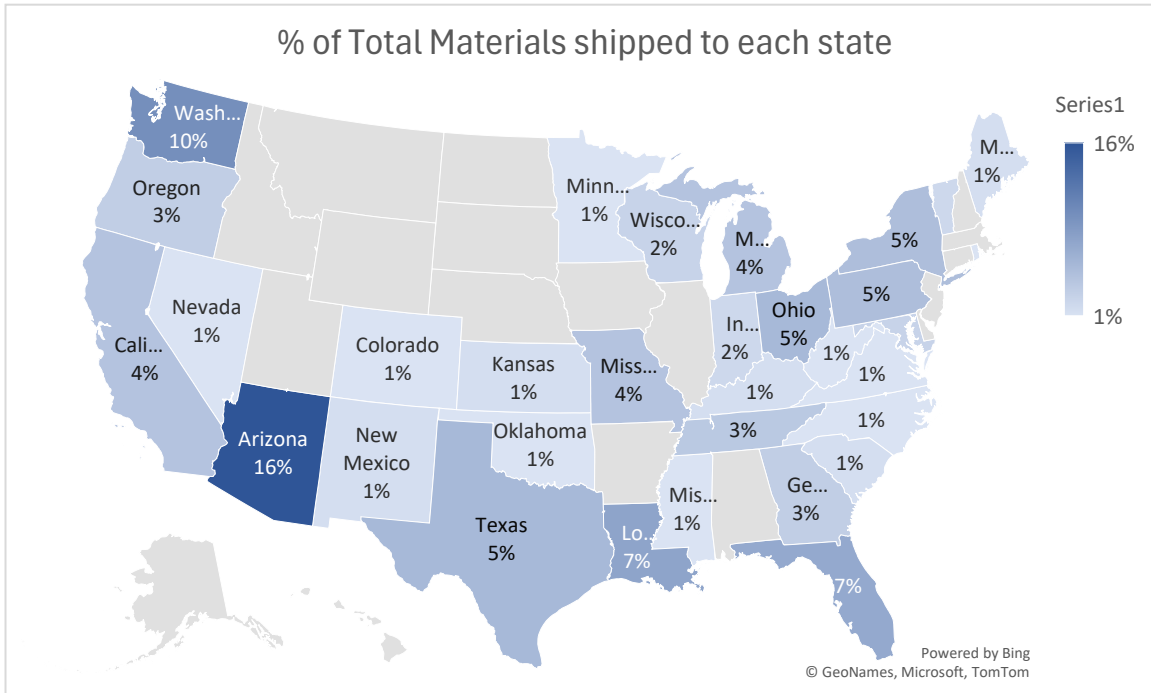 % of Total Materials shipped to each state
Series1
16%
1%
Wash...
10%
Oregon
3%
Cali...
4%
Nevada
1%
Arizona
16%
Colorado
1%
New
Mexico
1%
Kansas
1%
Oklahoma
1%
Texas
5%
Minn...
1%
Wisco...
2%
M...
4%
Miss...
4%
In...
2%
Ohio
5%
5%
5%
M...
1%
1%
1%
1%
1%
3%
1%
Ge...
3%
Mis...
1%
Lo...
7%
7%
Powered by Bing
© GeoNames, Microsoft, TomTom